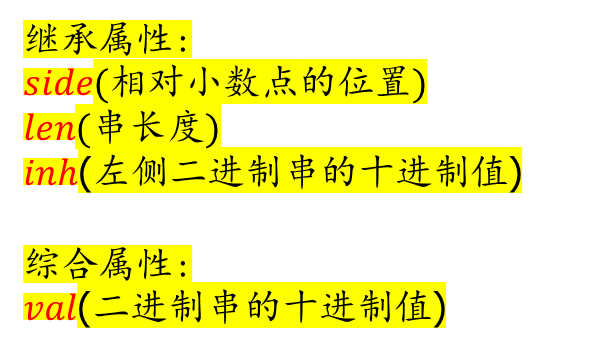 继承属性:
side(相对小数点的位置)
len(串长度)
inh(左侧二进制串的十进制值)
综合属性:
val(二进制串的十进制值)